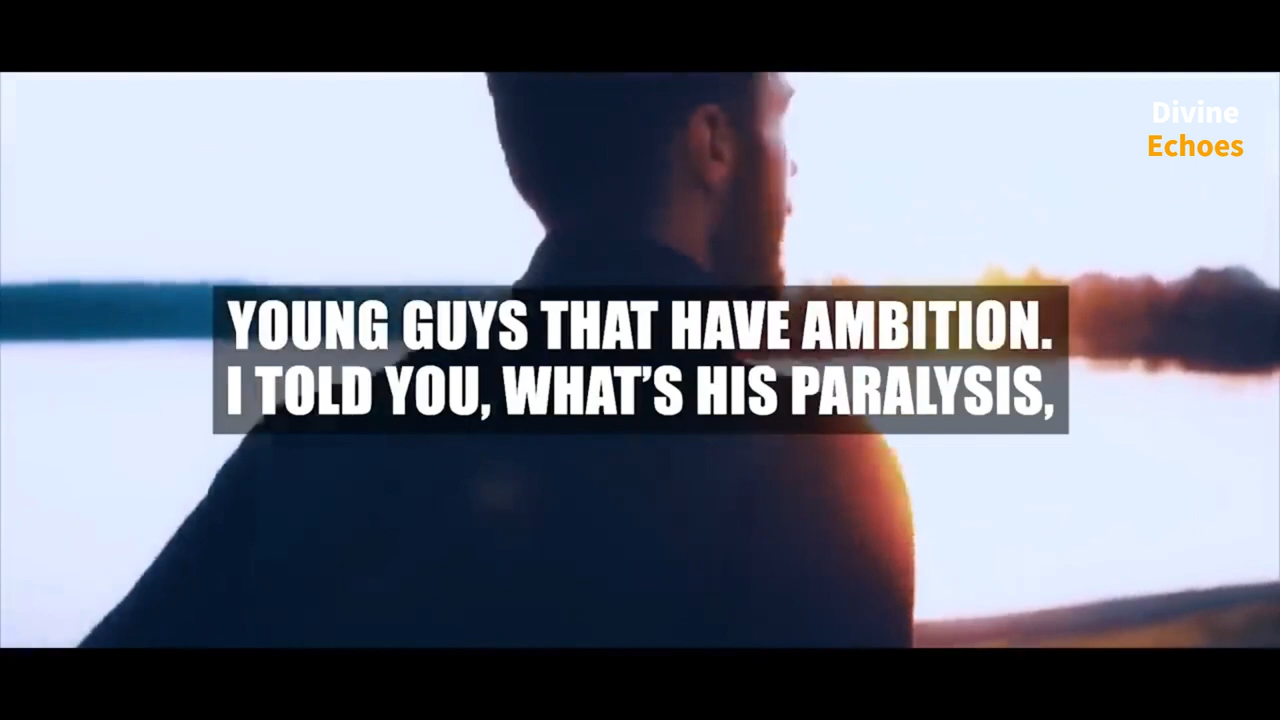 Divine
Echoes
YOUNG GUYS THAT HAVE AMBITION.
I TOLD YOU, WHAT'S HIS PARALYSIS,